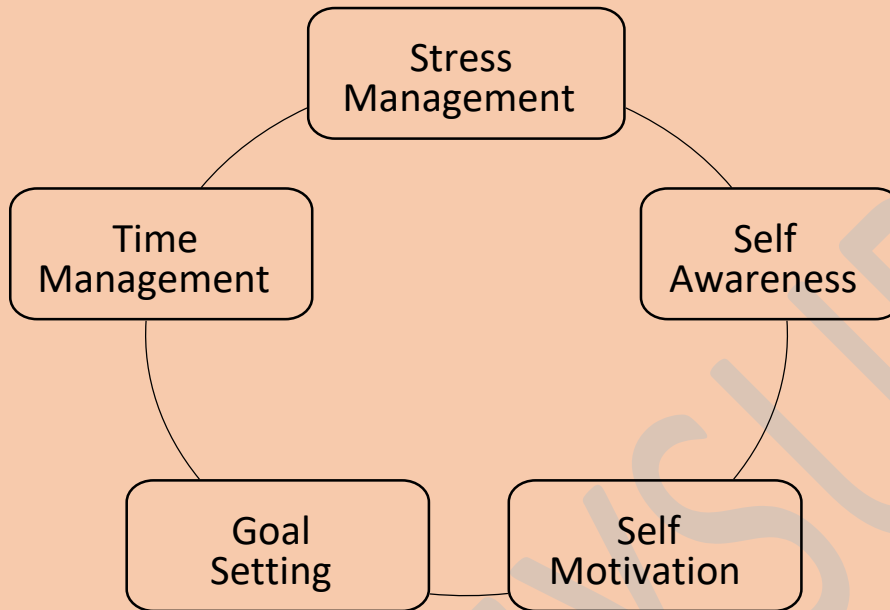 Stress
Management
Self
Awareness
Self
Motivation
Goal
Setting
Time
Management